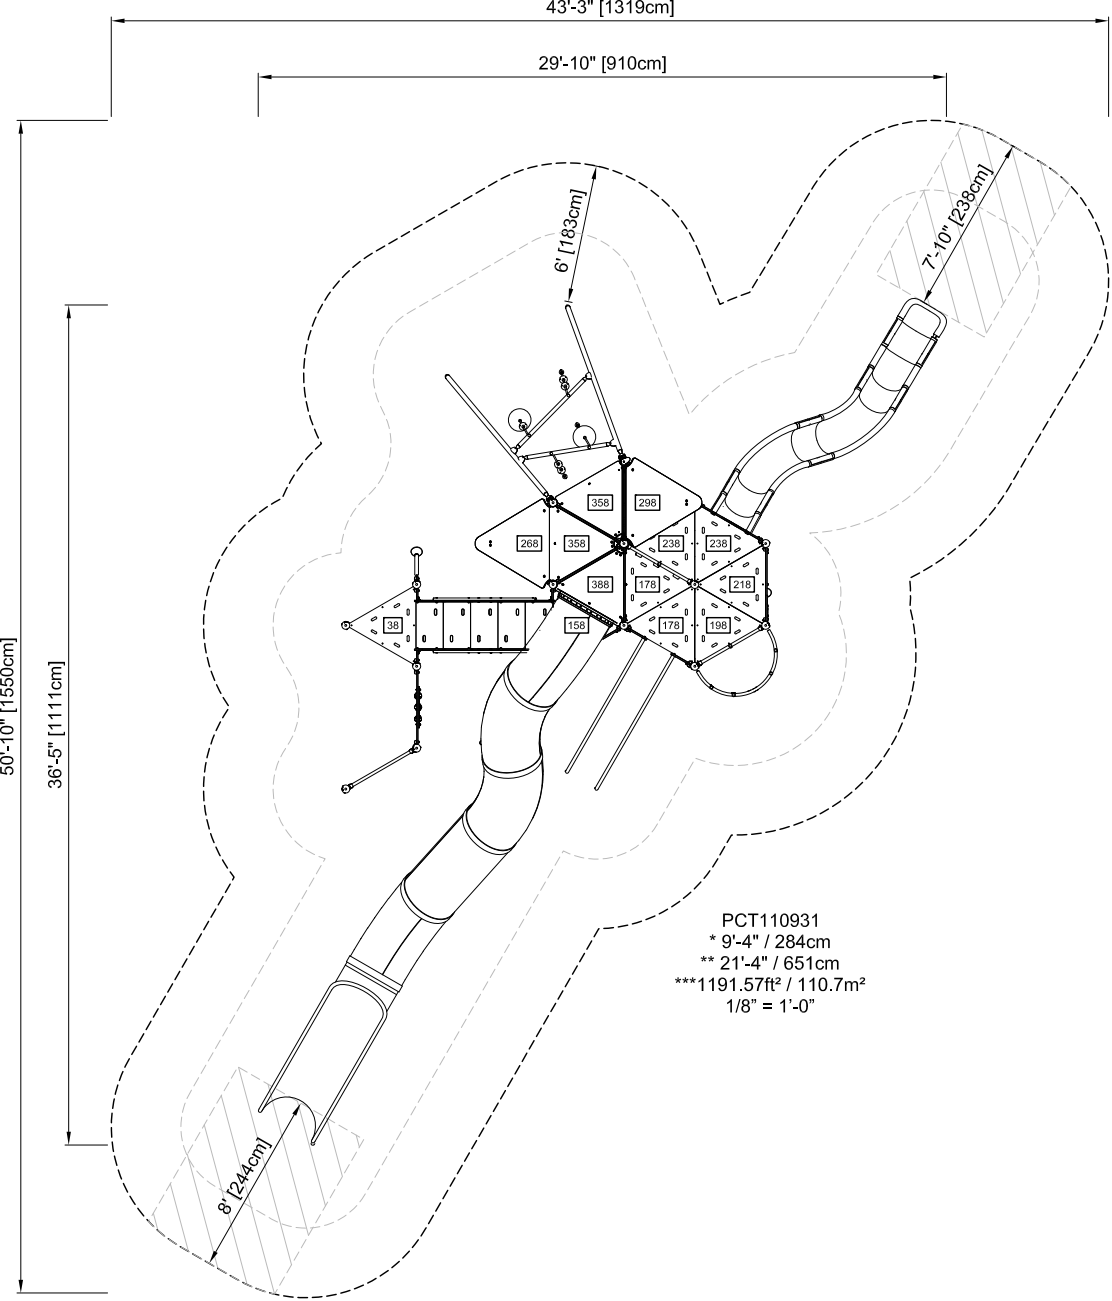 43'-3" [1319cm]
29'-10" [910cm]
6' [183cm]
7'-10" [238cm]
50'-10" [1550cm]
36'-5" [1111cm]
358
298
268
358
238
238
388
178
218
38
158
178
198
PCT110931
* 9'-4" / 284cm
** 21'-4" / 651cm
***1191.57ft² / 110.7m²
1/8” = 1’-0”
8' [244cm]